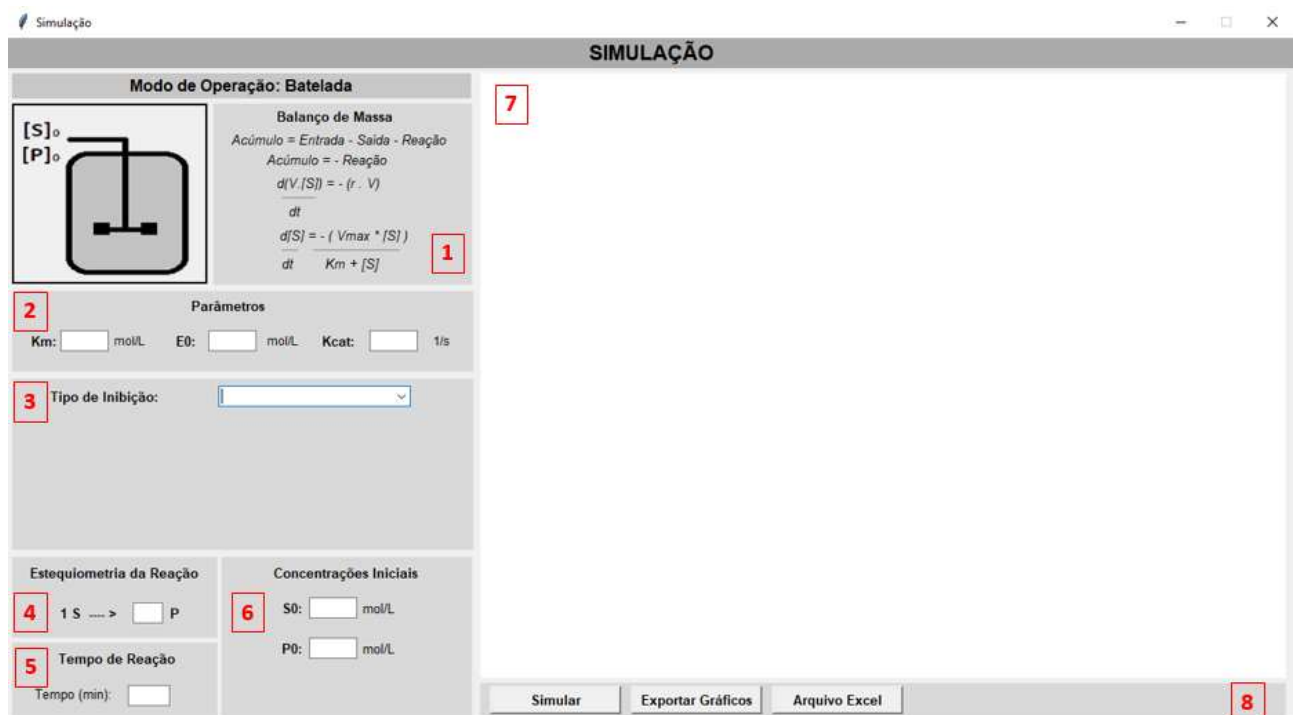 Simulação
SIMULAÇÃO
Modo de Operação: Batelada
[S]₀
[P]₀
Balanço de Massa
Acúmulo = Entrada - Saída - Reação
Acúmulo = - Reação
d(V.[S]) = - (r . V)
dt
d[S] = - ( Vmax * [S] )
dt Km + [S]
1
2
Parâmetros
Km: mol/L E0: mol/L Kcat: 1/s
3
Tipo de Inibição:
Estequiometria da Reação
4
1 S ---- > P
5
Tempo de Reação
Tempo (min):
Concentrações Iniciais
6
S0: mol/L
P0: mol/L
7
Simular Exportar Gráficos Arquivo Excel
8